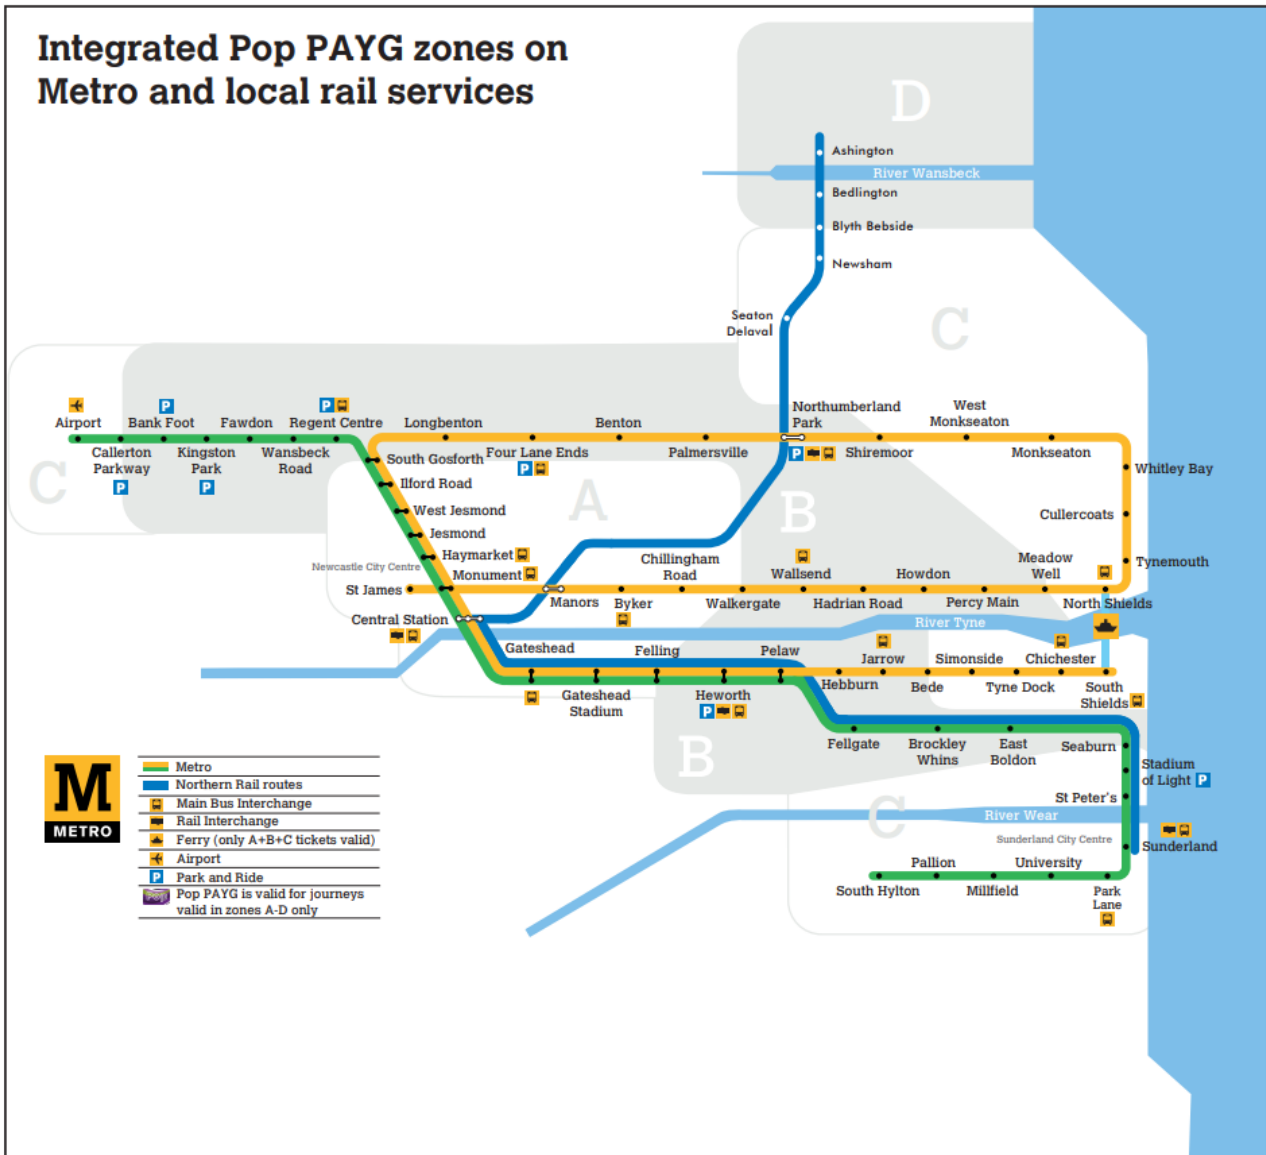 Integrated Pop PAYG zones on
Metro and local rail services
D
Ashington
River Wansbeck
Bedlington
Blyth Bebside
Newsham
Seaton
Delaval
C
Northumberland
Park
West
Monkseaton
Airport
Bank Foot
Fawdon
Regent Centre
Longbenton
Benton
Callerton
Parkway
Kingston
Park
Wansbeck
Road
South Gosforth
Four Lane Ends
Palmersville
Shiremoor
Monkseaton
Whitley Bay
C
Ilford Road
A
B
West Jesmond
Cullercoats
Jesmond
Haymarket
Newcastle City Centre
Monument
Chillingham
Road
Wallsend
Howdon
Meadow
Well
Tynemouth
St James
Manors
Byker
Walkergate
Hadrian Road
Percy Main
North Shields
Central Station
River Tyne
Gateshead
Felling
Pelaw
Jarrow
Simonside
Chichester
Hebburn
Bede
Tyne Dock
South
Shields
Gateshead
Stadium
Heworth
B
Fellgate
Brockley
Whins
East
Boldon
Seaburn
Stadium
of Light
St Peter's
C
River Wear
Sunderland City Centre
Sunderland
Pallion
University
South Hylton
Millfield
Park
Lane
M
METRO
Metro
Northern Rail routes
Main Bus Interchange
Rail Interchange
Ferry (only A+B+C tickets valid)
Airport
P
Park and Ride
Pop PAYG is valid for journeys
valid in zones A-D only